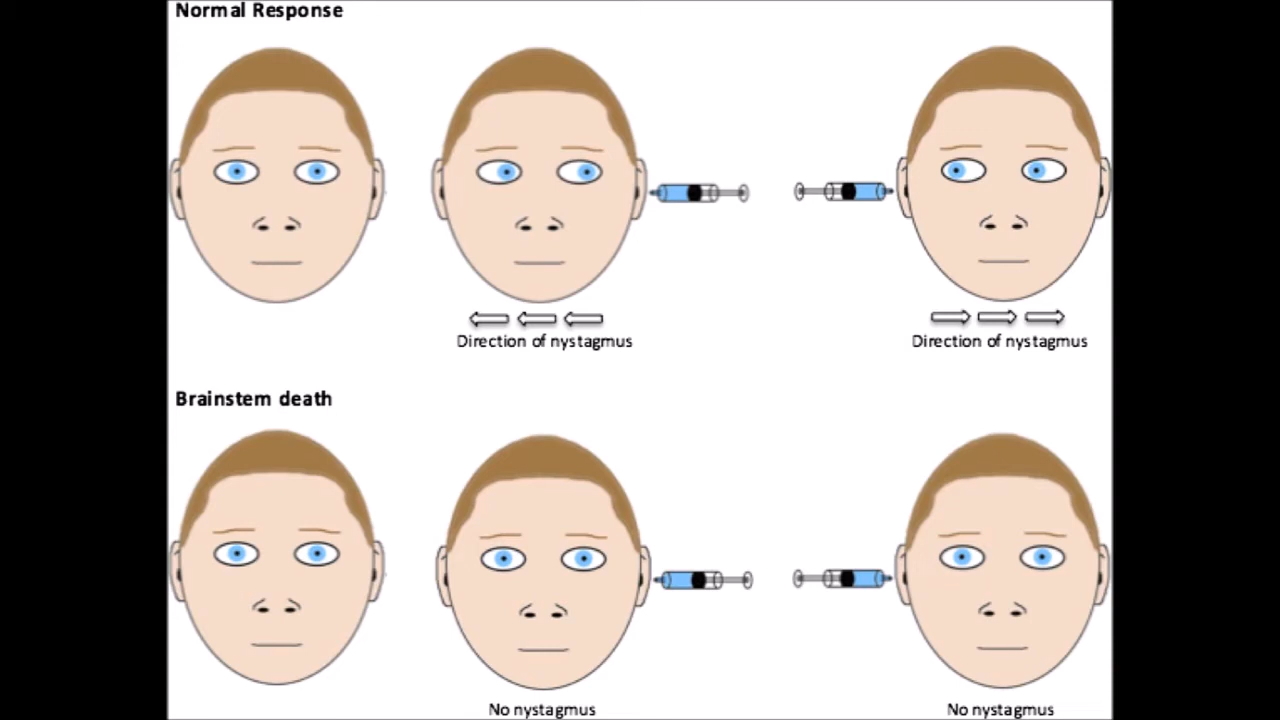 Normal Response
Direction of nystagmus
Direction of nystagmus
Brainstem death
No nystagmus
No nystagmus